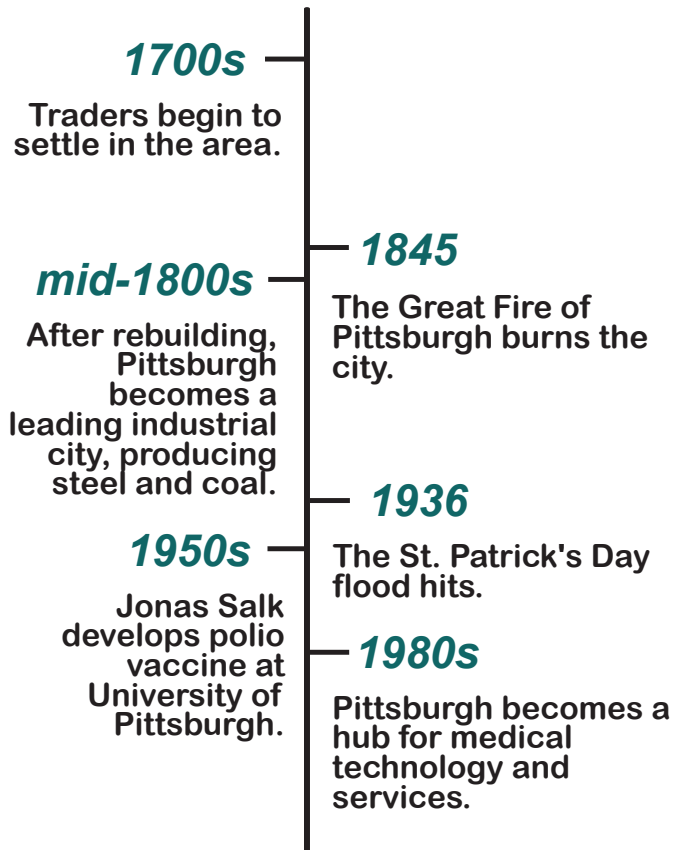 1700s
Traders begin to
settle in the area.
1845
The Great Fire of
Pittsburgh burns the
city.
mid-1800s
After rebuilding,
Pittsburgh
becomes a
leading industrial
city, producing
steel and coal.
1936
The St. Patrick's Day
flood hits.
1950s
Jonas Salk
develops polio
vaccine at
University of
Pittsburgh.
1980s
Pittsburgh becomes a
hub for medical
technology and
services.